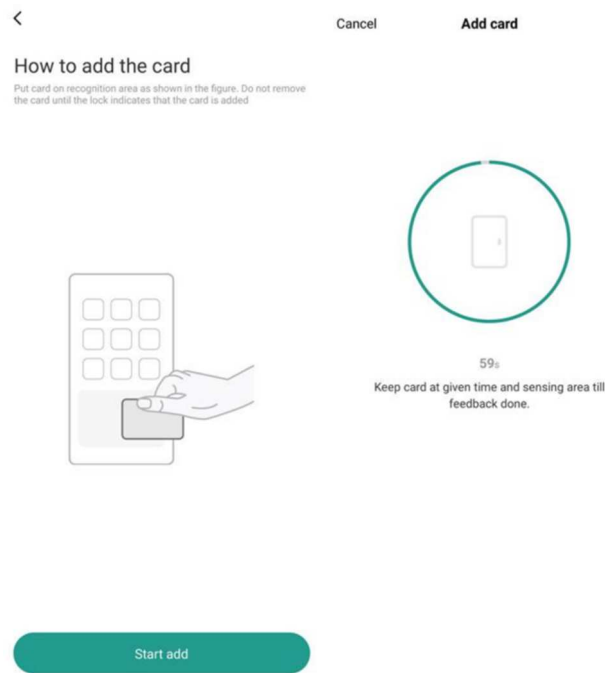 How to add the card
Put card on recognition area as shown in the figure. Do not remove
the card until the lock indicates that the card is added
Start add
Cancel
Add card
59s
Keep card at given time and sensing area till
feedback done.